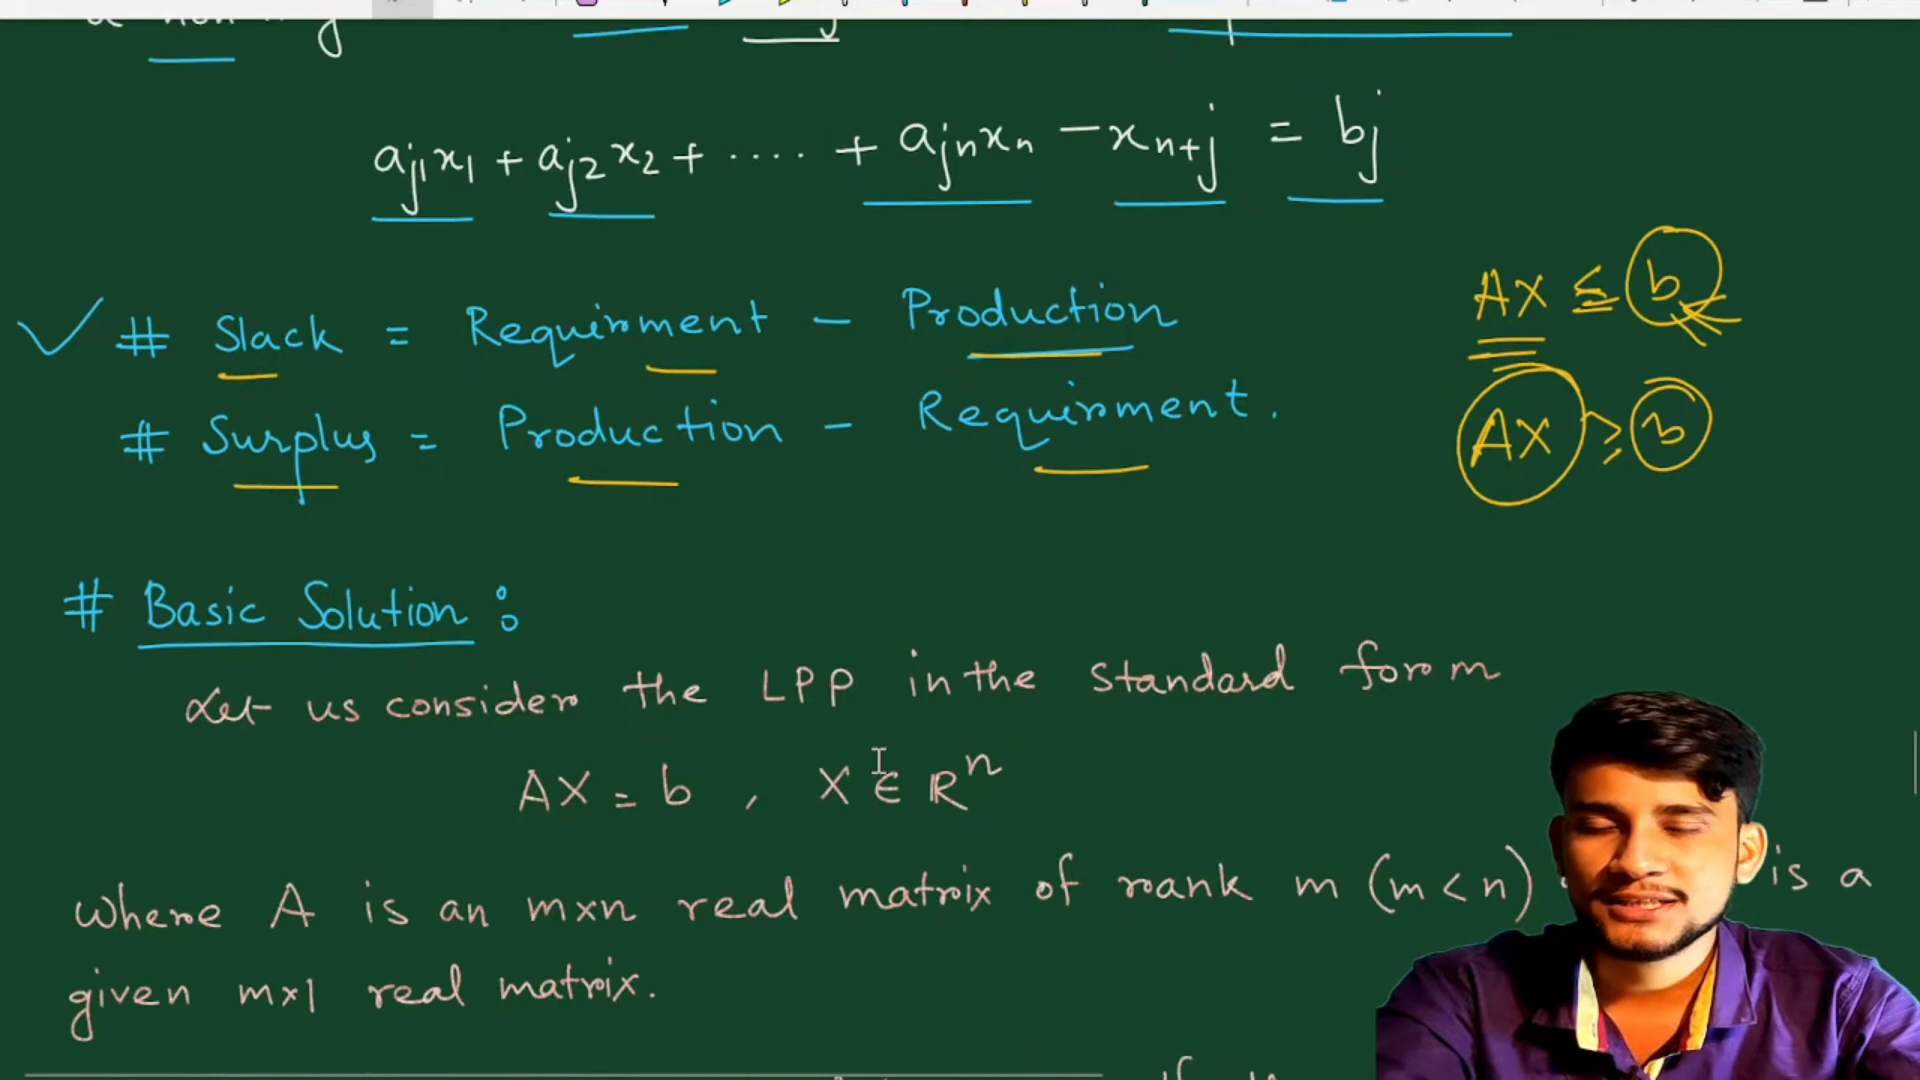 aj1x1 + aj2x2 + .... + ajnxn - xn+j = bj
# Slack = Requirment - Production
AX ≤ b
# Surplus = Production - Requirment.
AX ≥ b
# Basic Solution :
Let us consider the LPP in the standard form
AX = b , X ∈ R^n
where A is an m×n real matrix of rank m (m < n) is a
given m×1 real matrix.